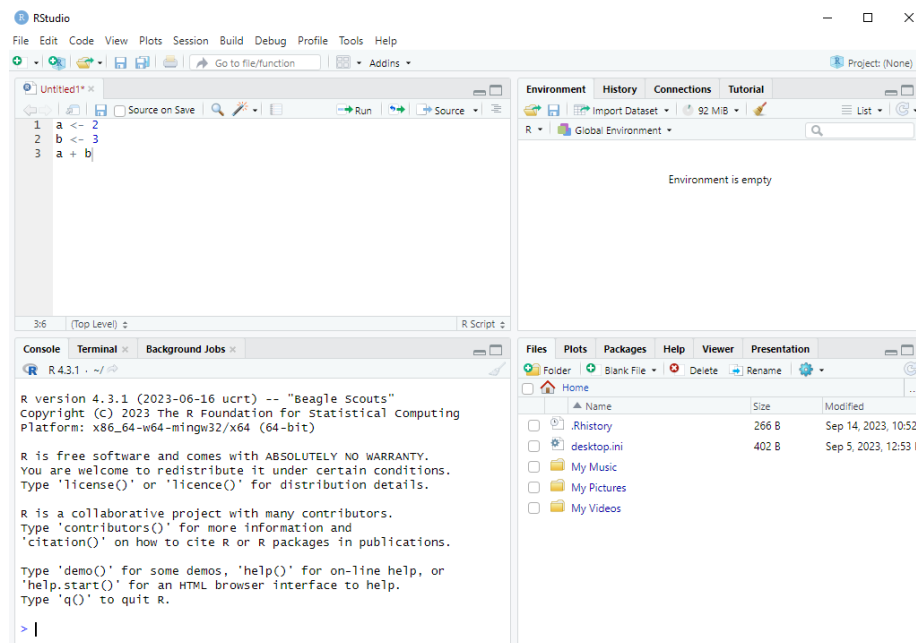 RStudio
File Edit Code View Plots Session Build Debug Profile Tools Help
Go to file/function Addins Project: (None)
Untitled1*
Source on Save Run Source
1 a <- 2
2 b <- 3
3 a + b
3:6 (Top Level) R Script
Environment History Connections Tutorial
Import Dataset 92 MiB List
R Global Environment
Environment is empty
Console Terminal Background Jobs
R 4.3.1 . ~/
R version 4.3.1 (2023-06-16 ucrt) -- "Beagle Scouts"
Copyright (C) 2023 The R Foundation for Statistical Computing
Platform: x86_64-w64-mingw32/x64 (64-bit)
R is free software and comes with ABSOLUTELY NO WARRANTY.
You are welcome to redistribute it under certain conditions.
Type 'license()' or 'licence()' for distribution details.
R is a collaborative project with many contributors.
Type 'contributors()' for more information and
'citation()' on how to cite R or R packages in publications.
Type 'demo()' for some demos, 'help()' for on-line help, or
'help.start()' for an HTML browser interface to help.
Type 'q()' to quit R.
>
Files Plots Packages Help Viewer Presentation
Folder Blank File Delete Rename
Home
Name Size Modified
.Rhistory 266 B Sep 14, 2023, 10:52
desktop.ini 402 B Sep 5, 2023, 12:53
My Music
My Pictures
My Videos